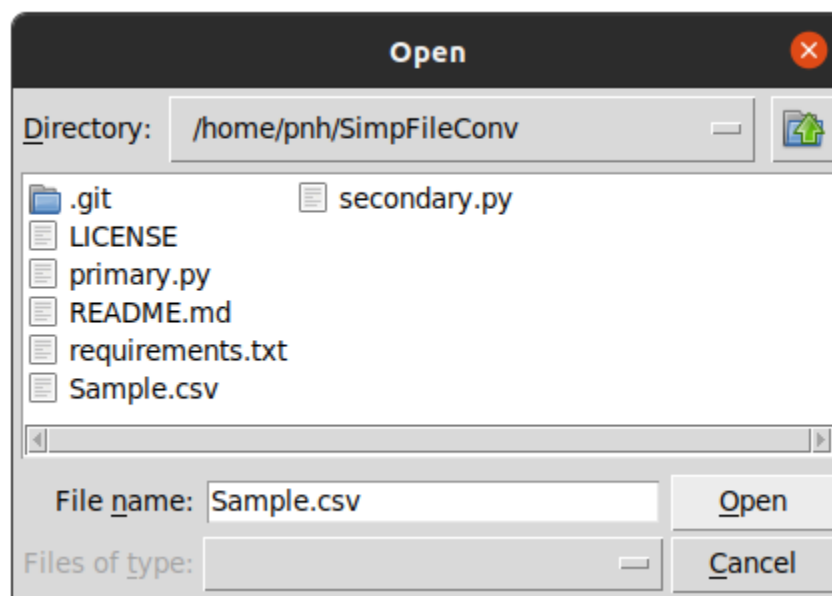 Open
Directory: /home/pnh/SimpFileConv
.git
LICENSE
primary.py
README.md
requirements.txt
Sample.csv
secondary.py
File name: Sample.csv
Open
Files of type:
Cancel